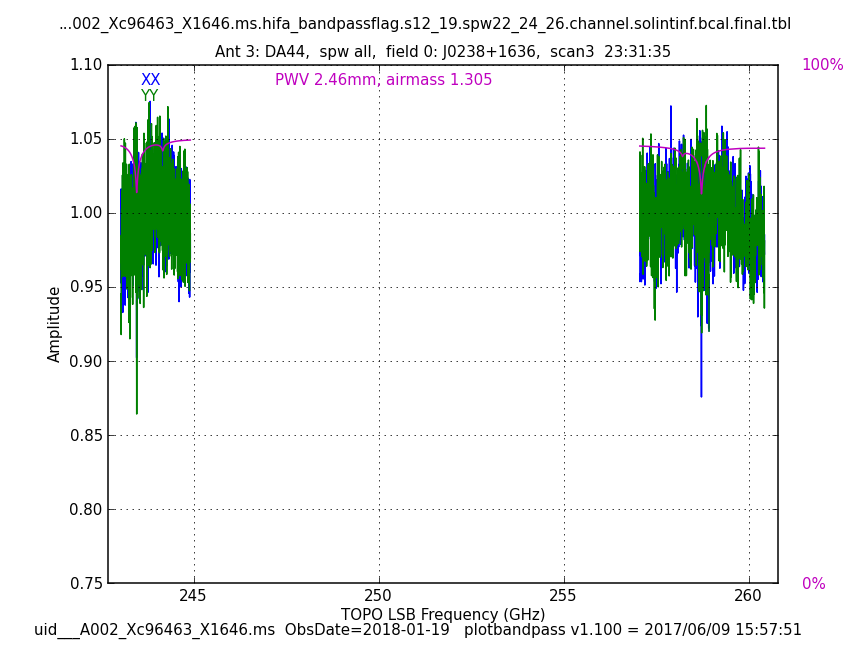 ...002_Xc96463_X1646.ms.hifa_bandpassflag.s12_19.spw22_24_26.channel.solintinf.bcal.final.tbl
Ant 3: DA44,  spw all,  field 0: J0238+1636,  scan3  23:31:35
1.10
XX
PWV 2.46mm, airmass 1.305
100%
YY
1.05
1.00
0.95
Amplitude
0.90
0.85
0.80
0.75
0%
245
250
255
260
TOPO LSB Frequency (GHz)
uid___A002_Xc96463_X1646.ms  ObsDate=2018-01-19   plotbandpass v1.100 = 2017/06/09 15:57:51